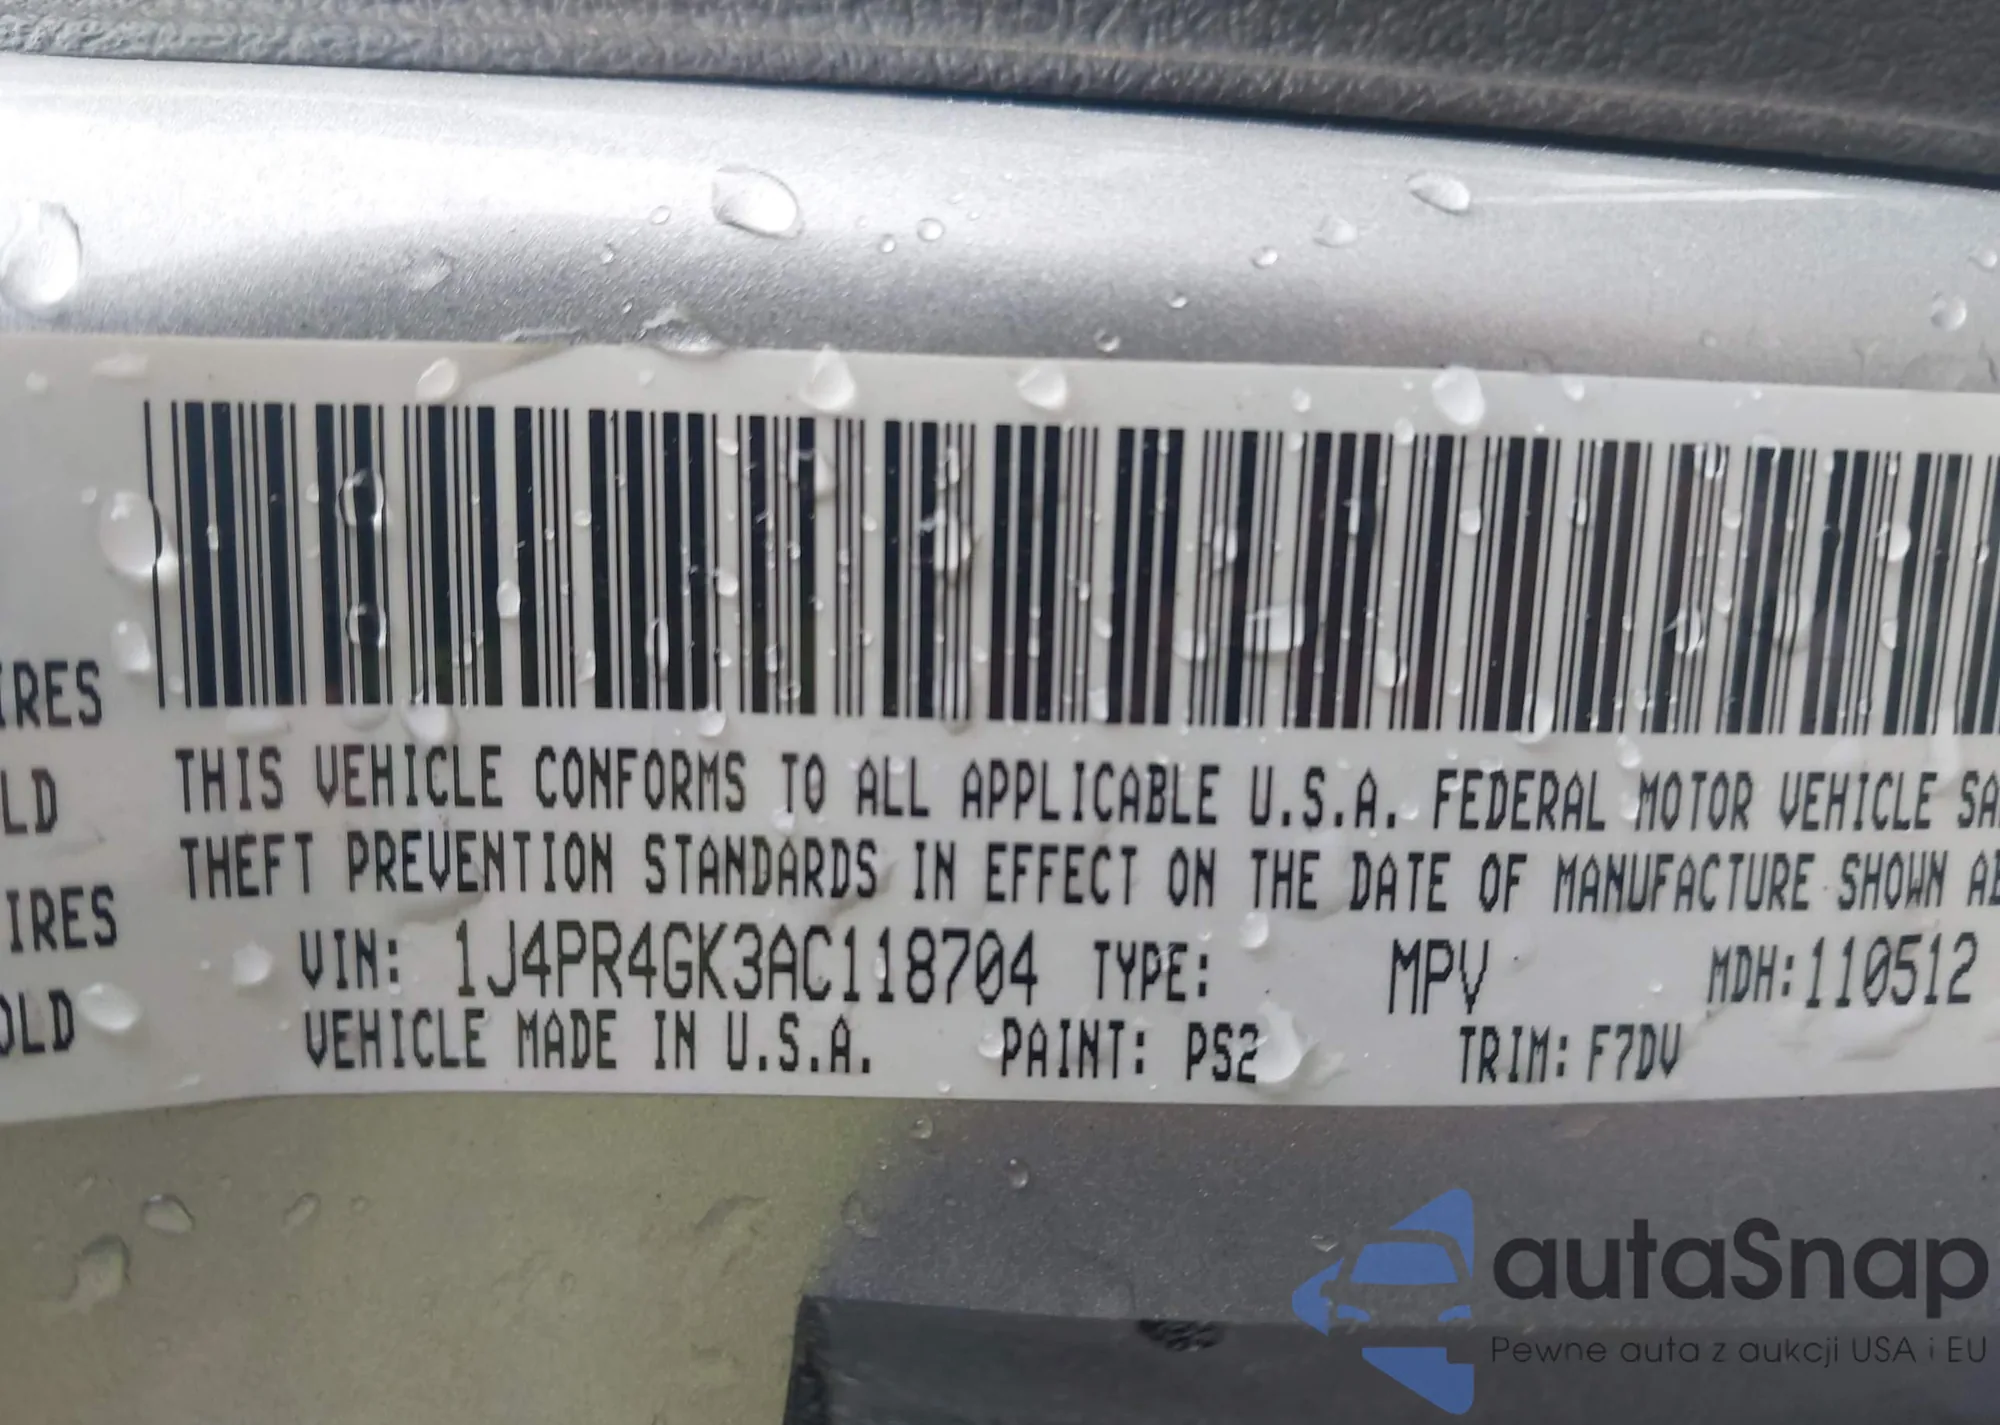 IRES
LD
IRES
OLD
THIS VEHICLE CONFORMS TO ALL APPLICABLE U.S.A. FEDERAL MOTOR VEHICLE SA
THEFT PREVENTION STANDARDS IN EFFECT ON THE DATE OF MANUFACTURE SHOWN AB
VIN: 1J4PR4GK3AC118704 TYPE: MPV MDH:110512
VEHICLE MADE IN U.S.A. PAINT: PS2 TRIM: F7DV
autaSnap
Pewne auta z aukcji USA i EU